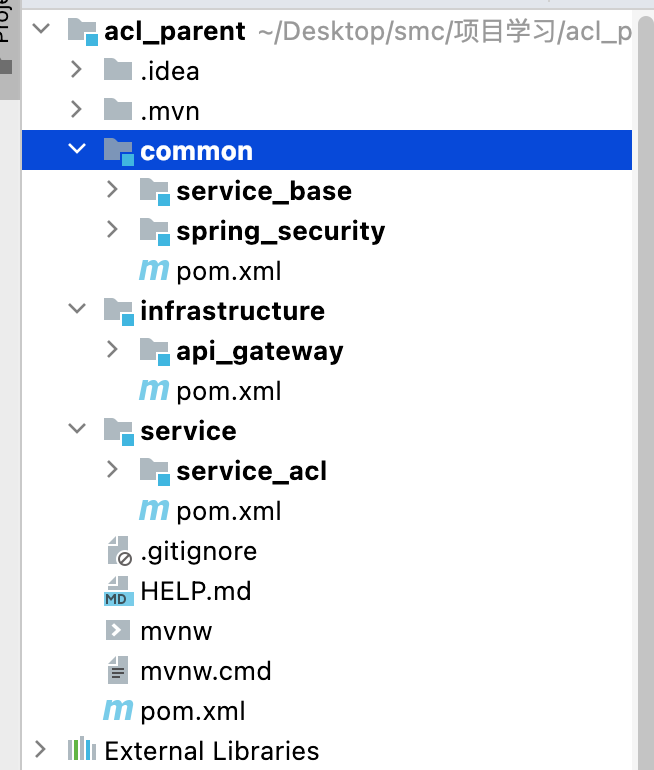 acl_parent ~/Desktop/smc/项目学习/acl_p
.idea
.mvn
common
service_base
spring_security
m pom.xml
infrastructure
api_gateway
m pom.xml
service
service_acl
m pom.xml
.gitignore
MD HELP.md
mvnw
mvnw.cmd
m pom.xml
External Libraries